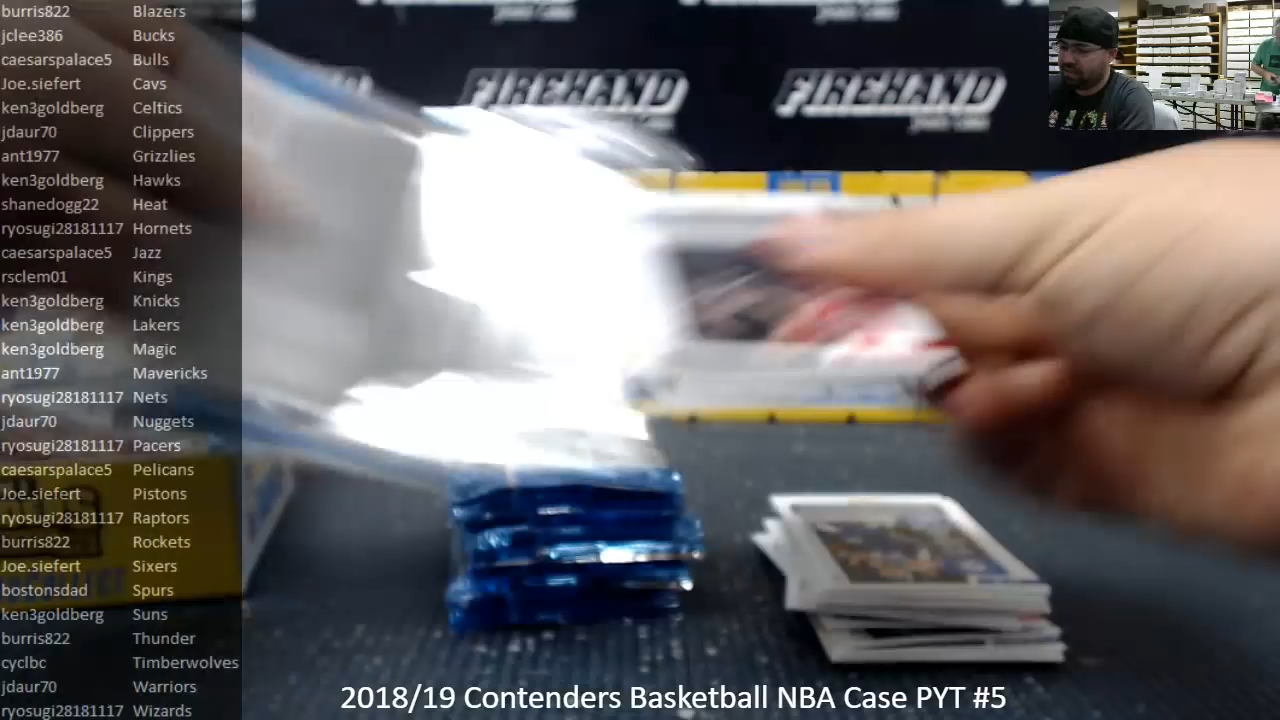 burris822 Blazers
jclee386 Bucks
caesarspalace5 Bulls
Joe.siefert Cavs
ken3goldberg Celtics
jdaur70 Clippers
ant1977 Grizzlies
ken3goldberg Hawks
shanedogg22 Heat
ryosugi28181117 Hornets
caesarspalace5 Jazz
rsclem01 Kings
ken3goldberg Knicks
ken3goldberg Lakers
ken3goldberg Magic
ant1977 Mavericks
ryosugi28181117 Nets
jdaur70 Nuggets
ryosugi28181117 Pacers
caesarspalace5 Pelicans
Joe.siefert Pistons
ryosugi28181117 Raptors
burris822 Rockets
Joe.siefert Sixers
bostonsdad Spurs
ken3goldberg Suns
burris822 Thunder
cyclbc Timberwolves
jdaur70 Warriors
ryosugi28181117 Wizards
FIREHAND FIREHAND
2018/19 Contenders Basketball NBA Case PYT #5